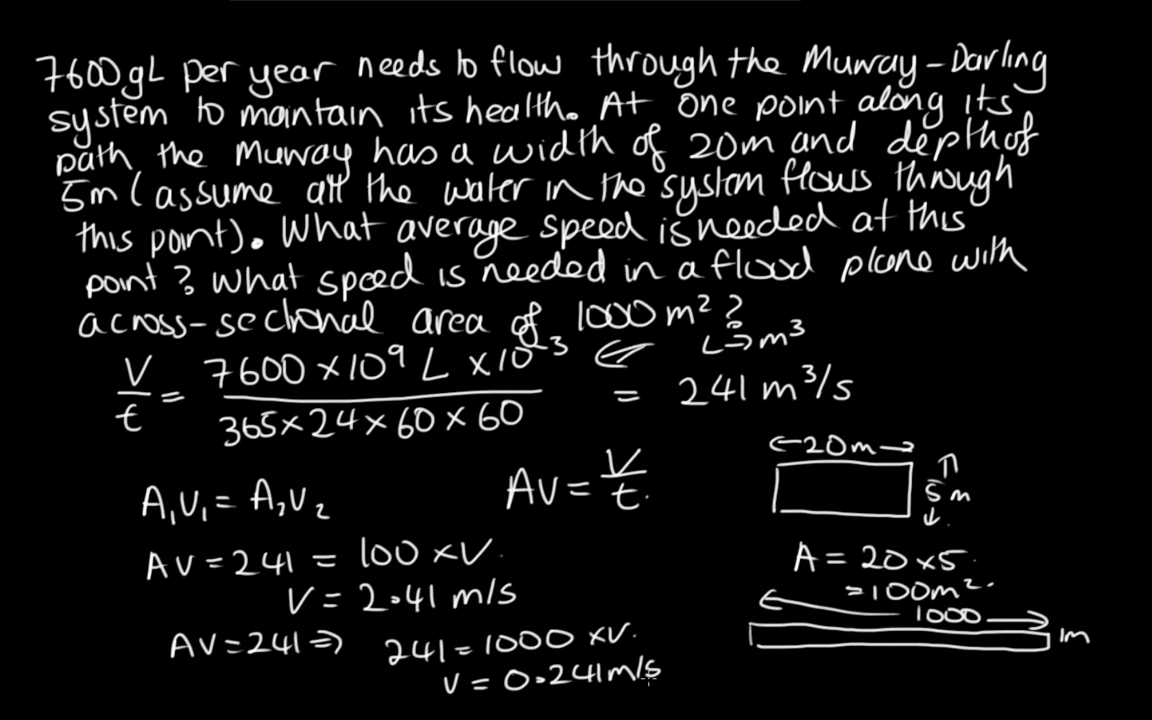 7600gL per year needs to flow through the Murray-Darling
system to maintain its health. At one point along its
path the Murray has a width of 20m and depth of
5m (assume all the water in the system flows through
this point). What average speed is needed at this
point? What speed is needed in a flood plane with
a cross-sectional area of 1000 m²?
L⇒m³
V/t = 7600 × 10⁹ L × 10⁻³ / 365 × 24 × 60 × 60 = 241 m³/s
←20m→
5m
A₁V₁ = A₂V₂
AV = V/t.
AV = 241 = 100 × V.
A = 20 × 5.
V = 2.41 m/s
= 100m².
1000
1m
AV = 241 ⇒ 241 = 1000 × V.
V = 0.241 m/s